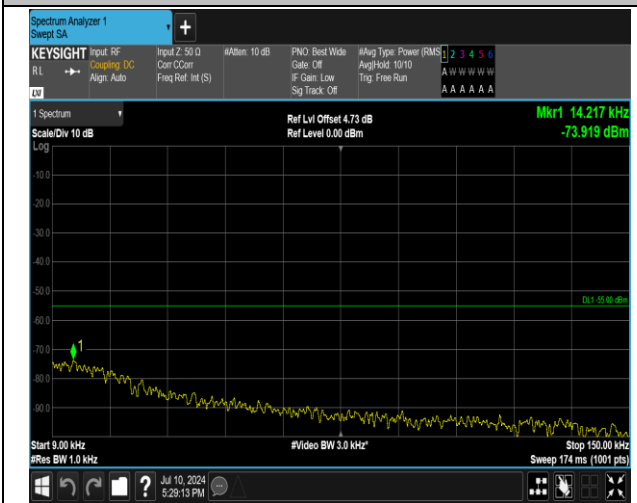 Spectrum Analyzer 1
Swept SA
+
KEYSIGHT
RL
Input: RF
Coupling: DC
Align: Auto
Input Z: 50 Ω
Corr CCorr
Freq Ref: Int (S)
#Atten: 10 dB
PNO: Best Wide
Gate: Off
IF Gain: Low
Sig Track: Off
#Avg Type: Power (RMS
Avg|Hold: 10/10
Trig: Free Run
1 2 3 4 5 6
A W W W W W
A A A A A A
1 Spectrum
Scale/Div 10 dB
Ref Lvl Offset 4.73 dB
Ref Level 0.00 dBm
Mkr1 14.217 kHz
-73.919 dBm
Log
-10.0
-20.0
-30.0
-40.0
-50.0
DL1 -55.00 dBm
-60.0
-70.0
1
-80.0
-90.0
Start 9.00 kHz
#Res BW 1.0 kHz
#Video BW 3.0 kHz*
Stop 150.00 kHz
Sweep 174 ms (1001 pts)
?
Jul 10, 2024
5:29:13 PM